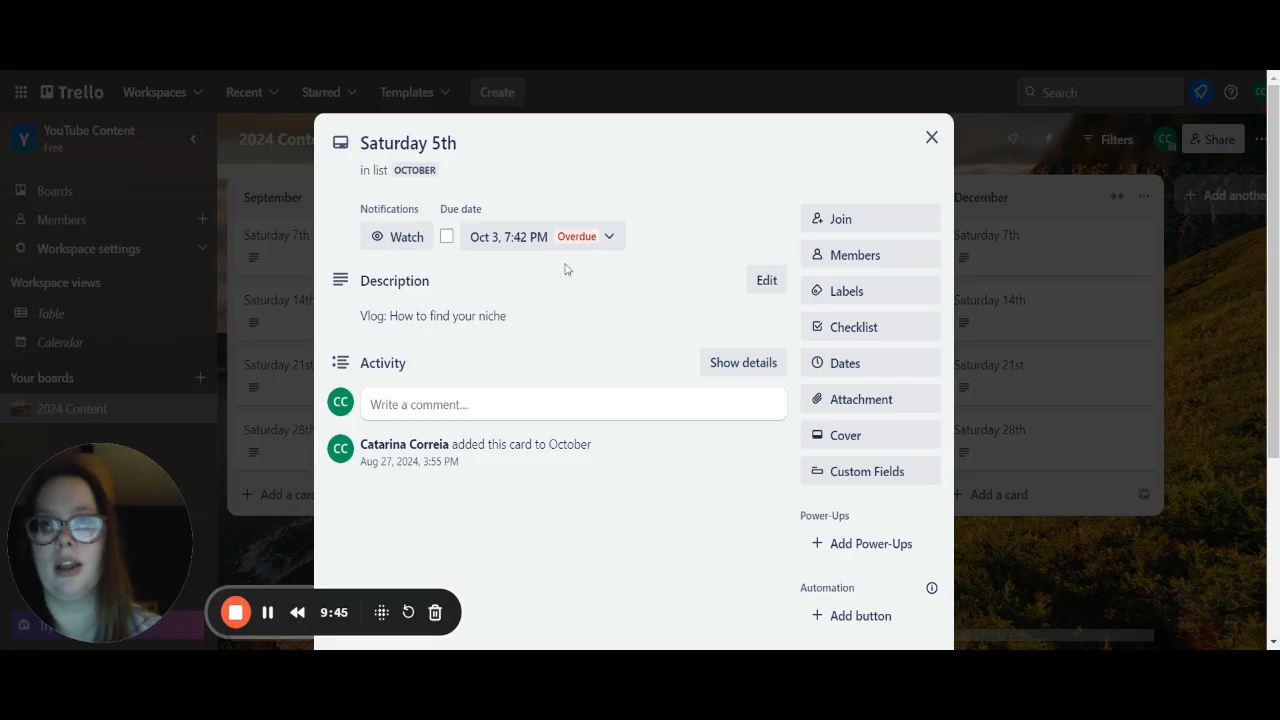 Trello
Workspaces
Recent
Starred
Templates
Create
Search
CC
Y
YouTube Content
Free
Boards
Members
Workspace settings
Workspace views
Table
Calendar
Your boards
2024 Content
2024 Cont
Filters
CC
Share
September
Saturday 7th
Saturday 14th
Saturday 21st
Saturday 28th
Add a card
December
Saturday 7th
Saturday 14th
Saturday 21st
Saturday 28th
Add a card
Add anothe
Saturday 5th
in list OCTOBER
Notifications
Due date
Watch
Oct 3, 7:42 PM Overdue
Description
Edit
Vlog: How to find your niche
Activity
Show details
CC
Write a comment...
CC
Catarina Correia added this card to October
Aug 27, 2024, 3:55 PM
Join
Members
Labels
Checklist
Dates
Attachment
Cover
Custom Fields
Power-Ups
Add Power-Ups
Automation
Add button
9:45